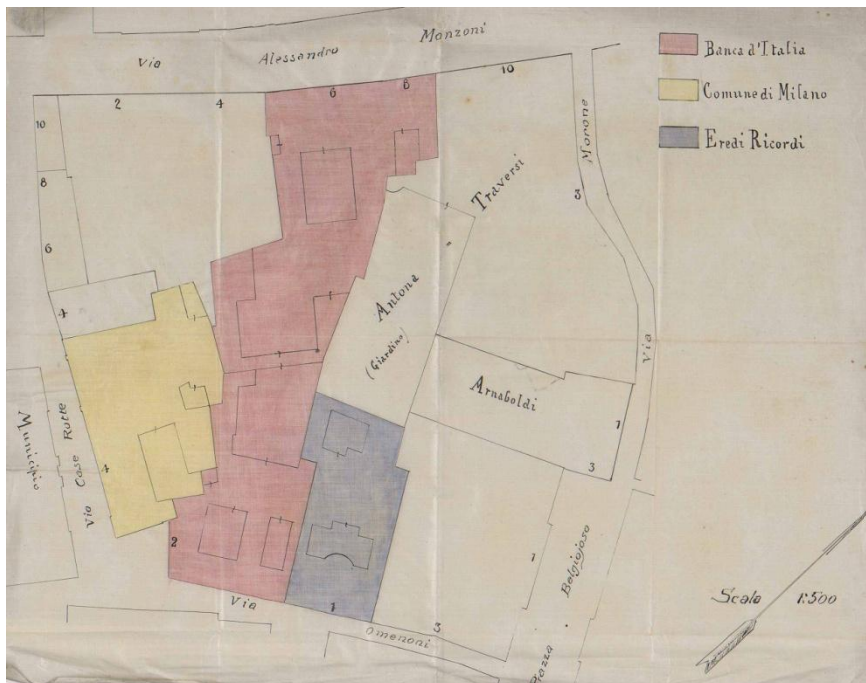 Via Alessandro Manzoni
2
4
6
8
10
10
8
6
4
Banca d'Italia
Comune di Milano
Eredi Ricordi
Via Morone
3
Antona Traversi
(Giardino)
Arnaboldi
1
3
Municipio
Via Case Rotte
4
2
Via Omenoni
1
3
1
Piazza Belgiojoso
Scala 1:500